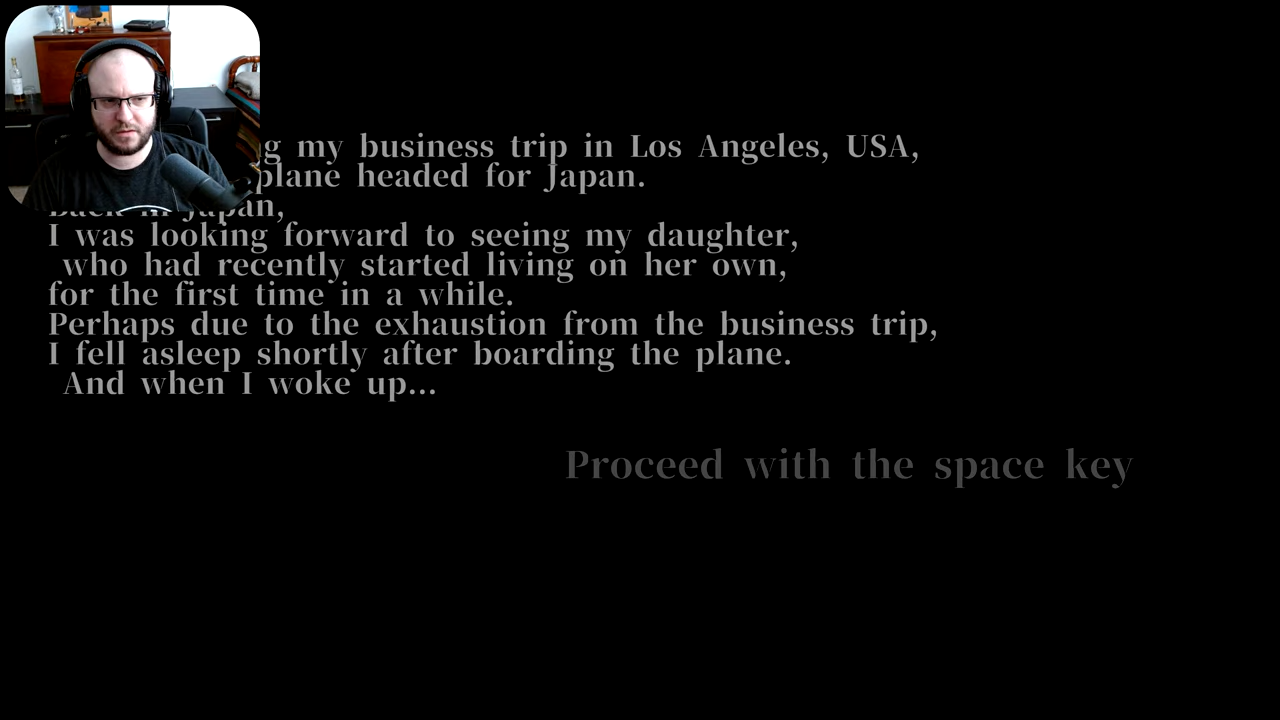 my business trip in Los Angeles, USA,
plane headed for Japan.
Back in Japan,
I was looking forward to seeing my daughter,
who had recently started living on her own,
for the first time in a while.
Perhaps due to the exhaustion from the business trip,
I fell asleep shortly after boarding the plane.
And when I woke up...
Proceed with the space key